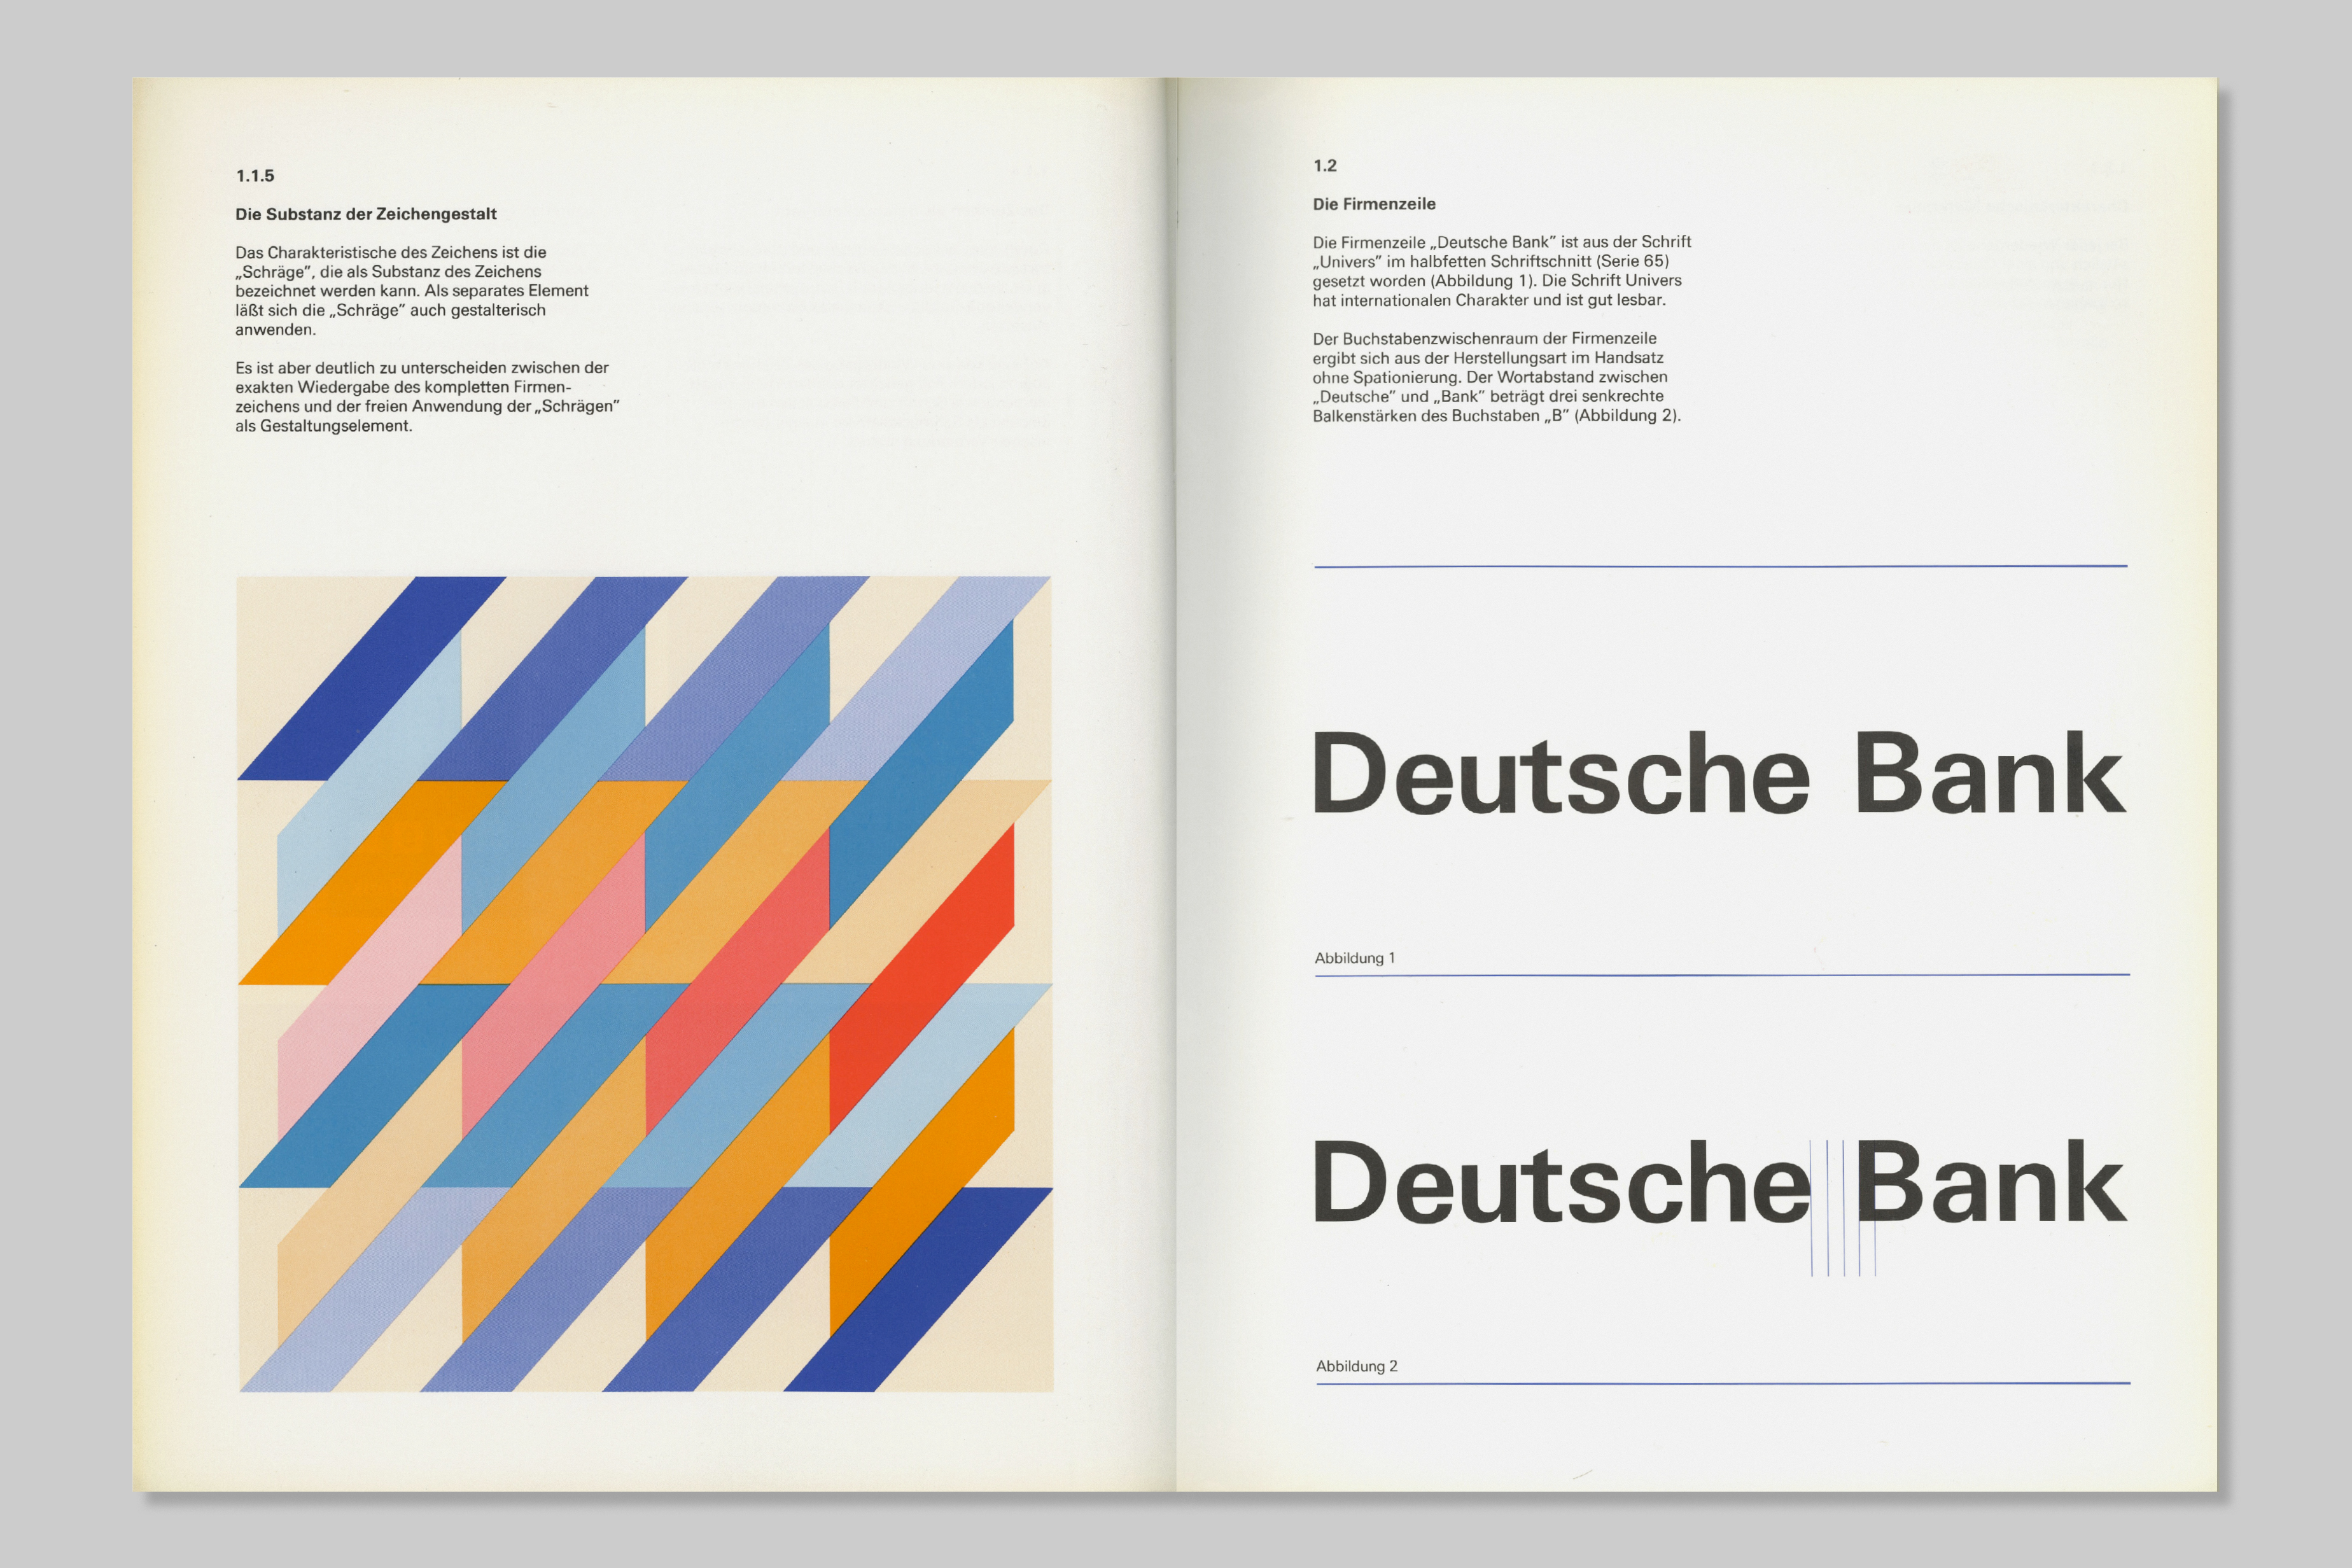 1.1.5
Die Substanz der Zeichengestalt
Das Charakteristische des Zeichens ist die
„Schräge”, die als Substanz des Zeichens
bezeichnet werden kann. Als separates Element
läßt sich die „Schräge” auch gestalterisch
anwenden.
Es ist aber deutlich zu unterscheiden zwischen der
exakten Wiedergabe des kompletten Firmen-
zeichens und der freien Anwendung der „Schrägen”
als Gestaltungselement.
1.2
Die Firmenzeile
Die Firmenzeile „Deutsche Bank” ist aus der Schrift
„Univers” im halbfetten Schriftschnitt (Serie 65)
gesetzt worden (Abbildung 1). Die Schrift Univers
hat internationalen Charakter und ist gut lesbar.
Der Buchstabenzwischenraum der Firmenzeile
ergibt sich aus der Herstellungsart im Handsatz
ohne Spationierung. Der Wortabstand zwischen
„Deutsche” und „Bank” beträgt drei senkrechte
Balkenstärken des Buchstaben „B” (Abbildung 2).
Deutsche Bank
Abbildung 1
Deutsche Bank
Abbildung 2